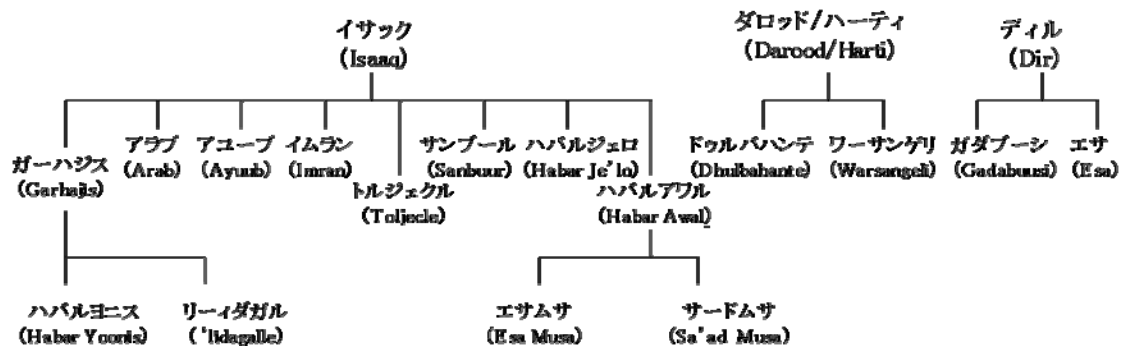 イサック
(Isaaq)
ダロッド/ハーティ
(Darood/Harti)
ディル
(Dir)
ガーハジス
(Garhajis)
アラブ
(Arab)
アユーブ
(Ayuub)
イムラン
(Imran)
トルジェクル
(Toljecle)
サンブール
(Sanbuur)
ハバルジェロ
(Habar Je'lo)
ハバルアワル
(Habar Awal)
ドゥルバハンテ
(Dhulbahante)
ワーサンゲリ
(Warsangeli)
ガダブーシ
(Gadabuusi)
エサ
(Esa)
ハバルヨニス
(Habar Yoonis)
リーィダガル
('Iidagalle)
エサムサ
(Esa Musa)
サードムサ
(Sa'ad Musa)